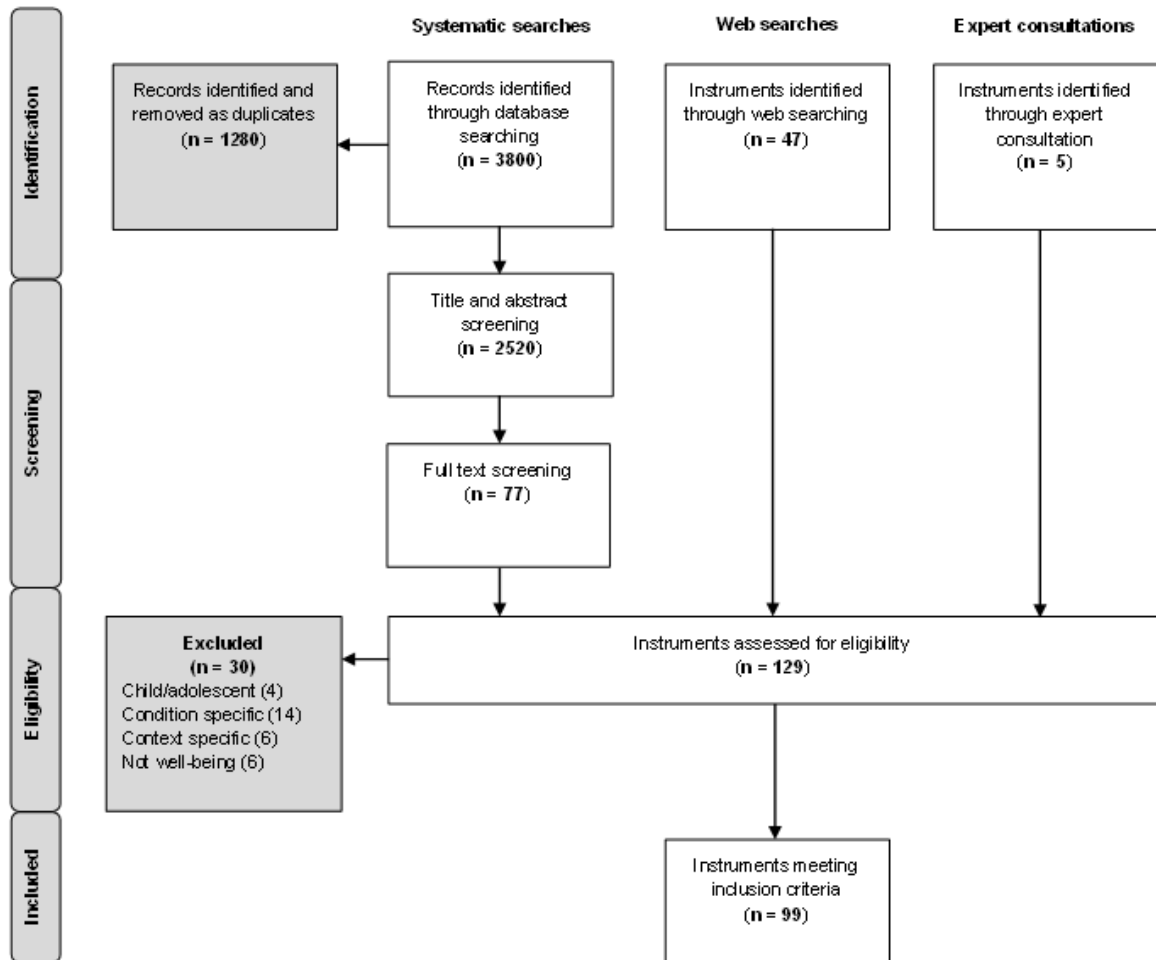 Systematic searches
Web searches
Expert consultations
Identification
Records identified and
removed as duplicates
(n = 1280)
Records identified
through database
searching
(n = 3800)
Instruments identified
through web searching
(n = 47)
Instruments identified
through expert
consultation
(n = 5)
Screening
Title and abstract
screening
(n = 2520)
Full text screening
(n = 77)
Eligibility
Excluded
(n = 30)
Child/adolescent (4)
Condition specific (14)
Context specific (6)
Not well-being (6)
Instruments assessed for eligibility
(n = 129)
Included
Instruments meeting
inclusion criteria
(n = 99)